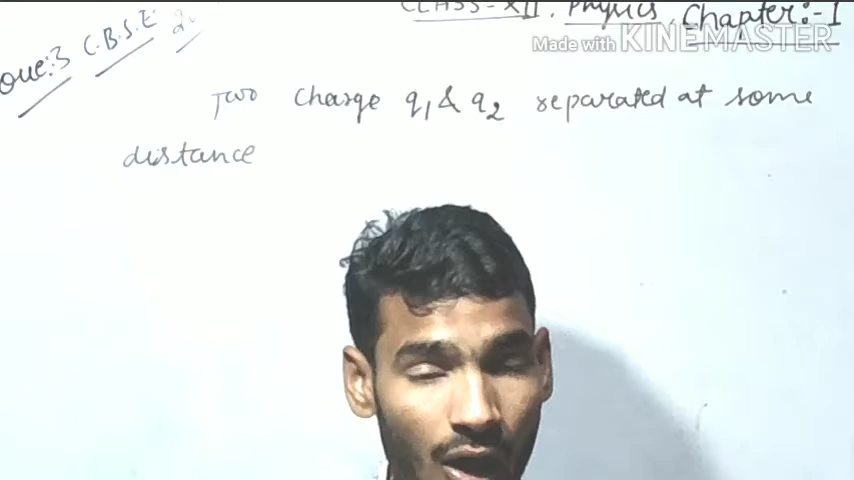 CLASS - XII. Physics, Chapter:- 1
Made with KINEMASTER
Que:3 C.B.S.E
Two charge q1 & q2 separated at some
distance